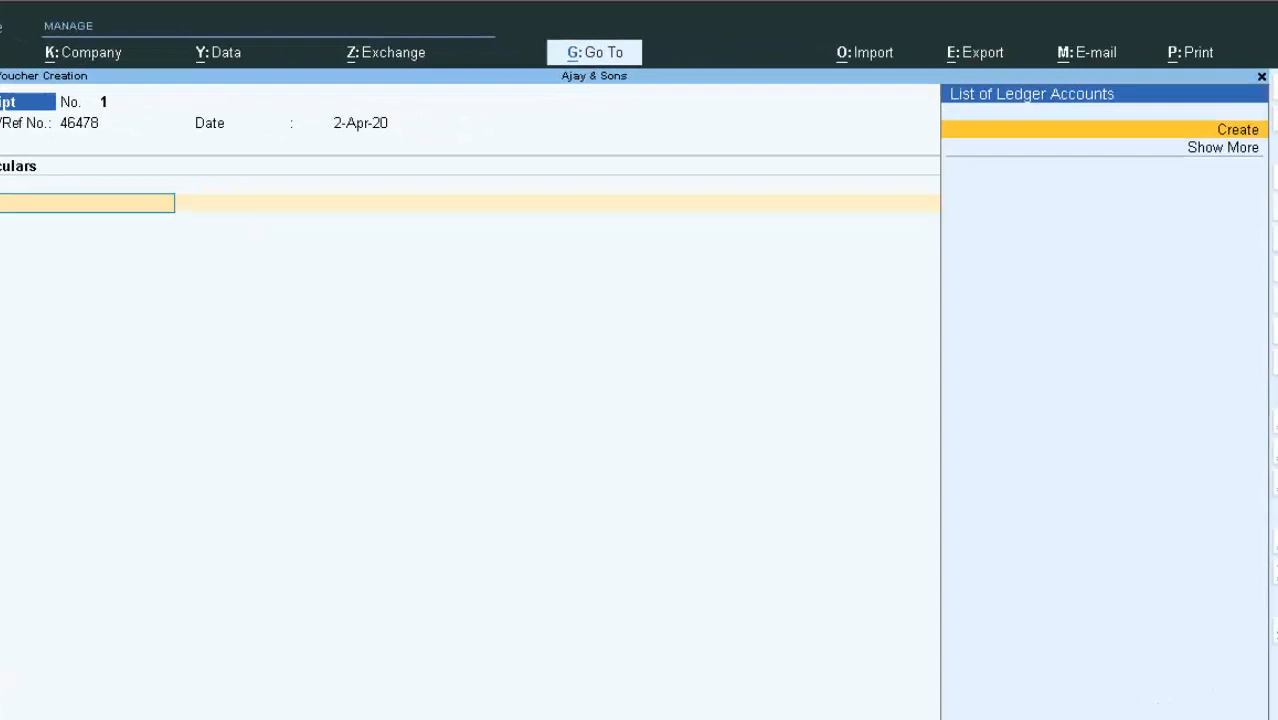 MANAGE
K: Company Y: Data Z: Exchange G: Go To O: Import E: Export M: E-mail P: Print
oucher Creation Ajay & Sons
ipt No. 1
/Ref No.: 46478 Date : 2-Apr-20
culars
List of Ledger Accounts
Create
Show More